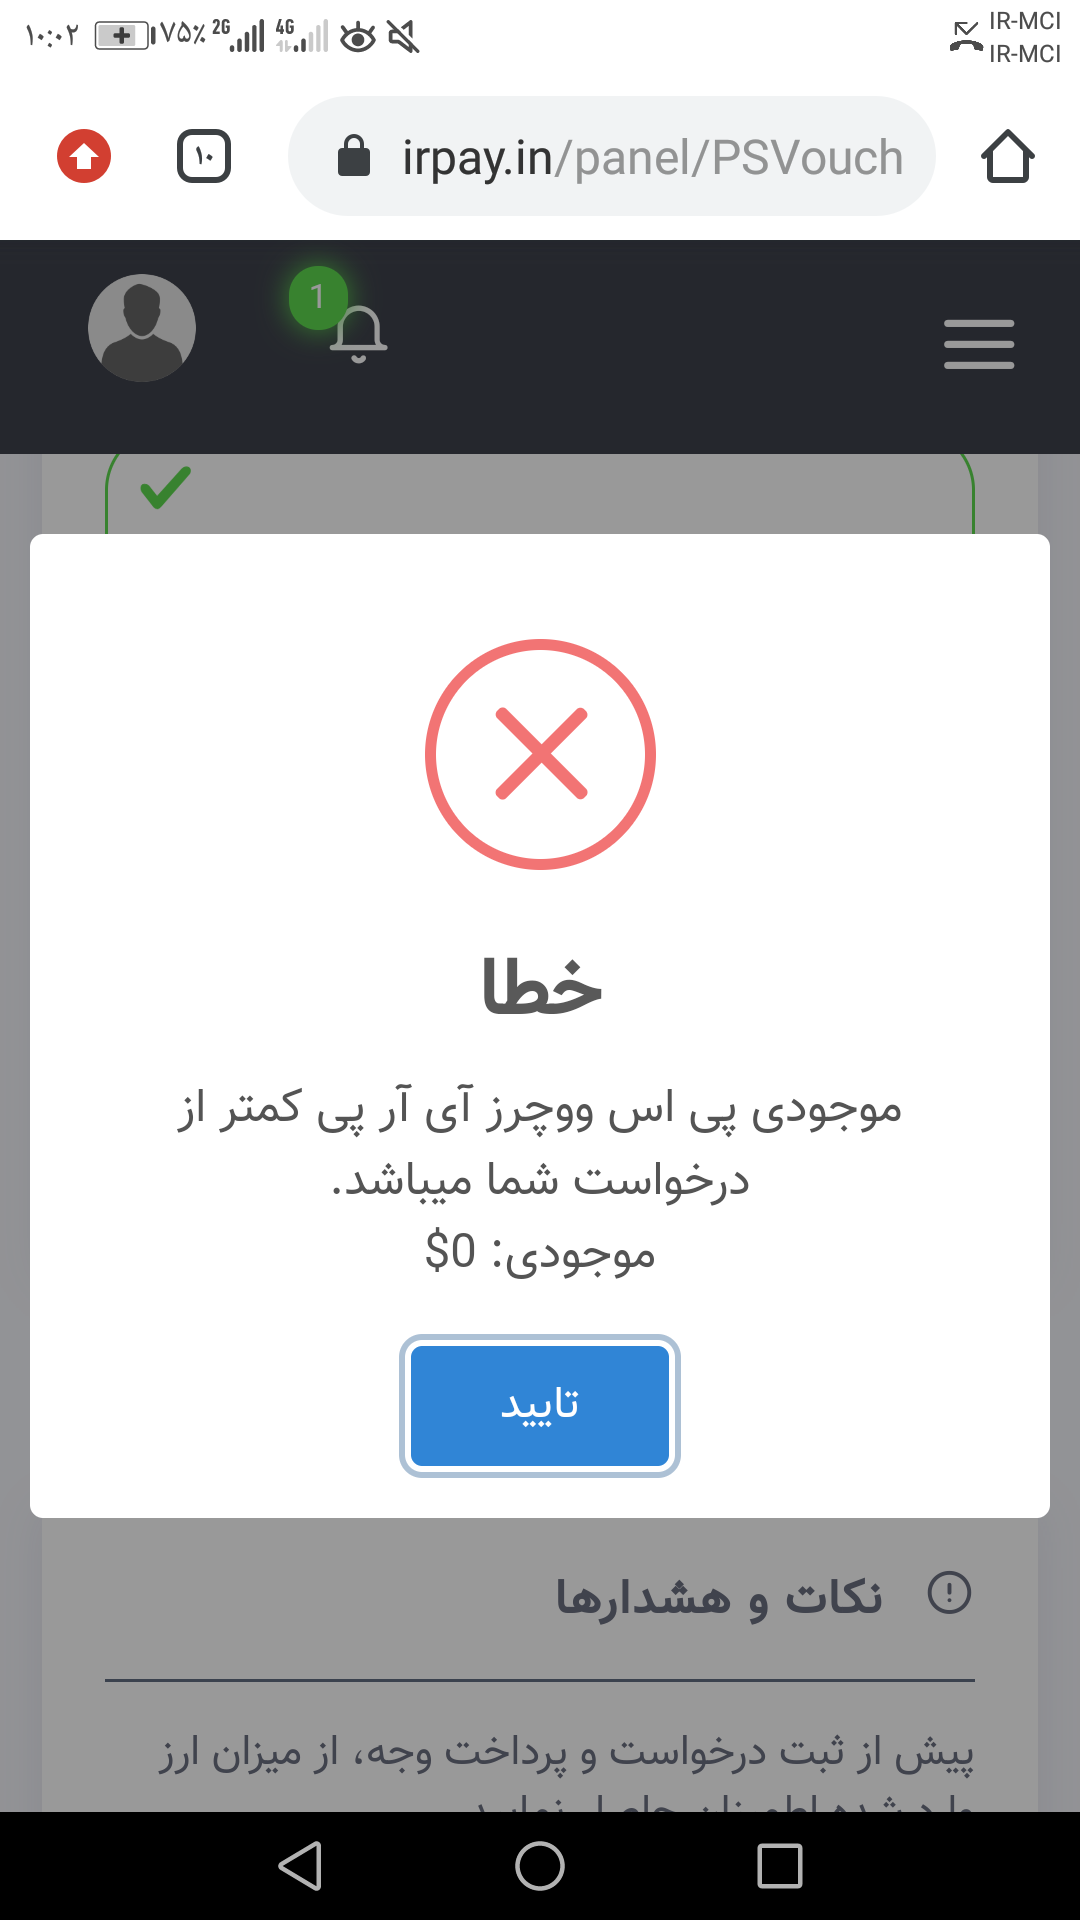 ۱۰:۰۲ ۷۵٪ 2G 4G IR-MCI
IR-MCI
۱۰ irpay.in/panel/PSVouch
1
خطا
موجودی پی اس ووچرز آی آر پی کمتر از
درخواست شما میباشد.
موجودی: 0$
تایید
نکات و هشدارها
پیش از ثبت درخواست و پرداخت وجه، از میزان ارز